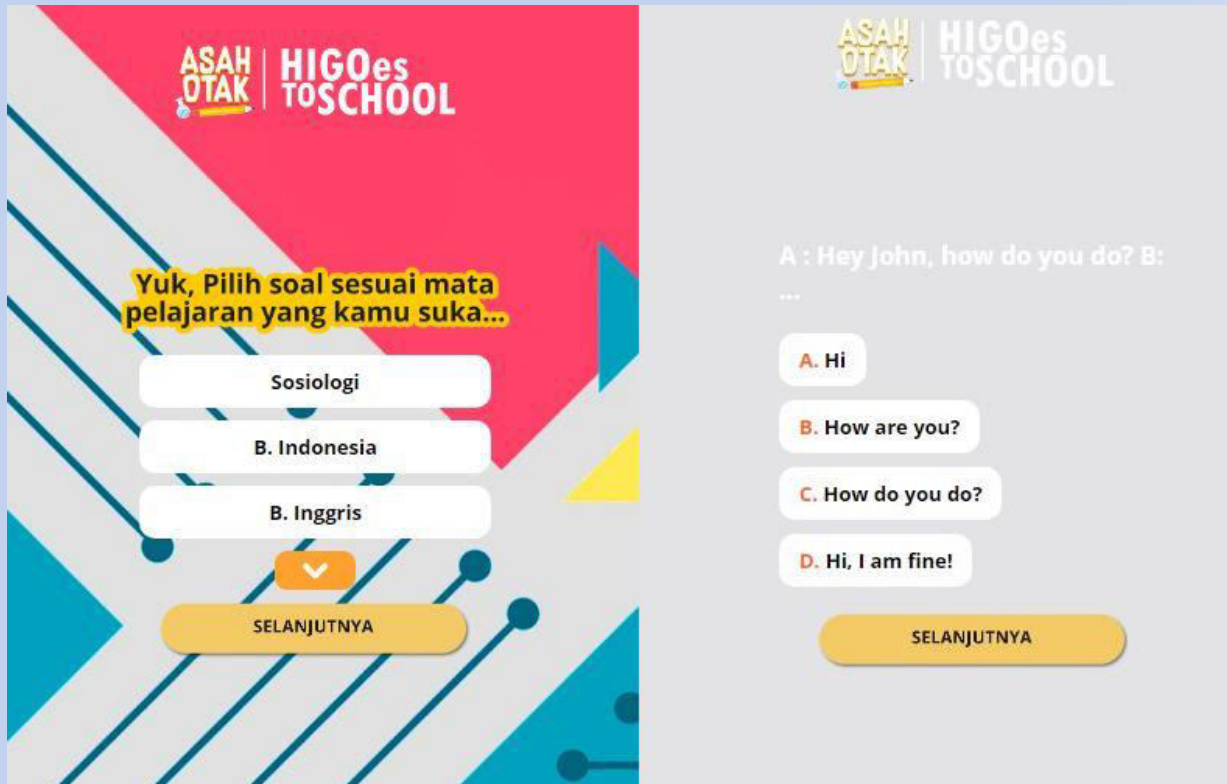 ASAH OTAK
HIGOes
TOSCHOOL
Yuk, Pilih soal sesuai mata
pelajaran yang kamu suka...
Sosiologi
B. Indonesia
B. Inggris
SELANJUTNYA
ASAH OTAK
HIGOes
TOSCHOOL
A : Hey John, how do you do? B:
...
A. Hi
B. How are you?
C. How do you do?
D. Hi, I am fine!
SELANJUTNYA